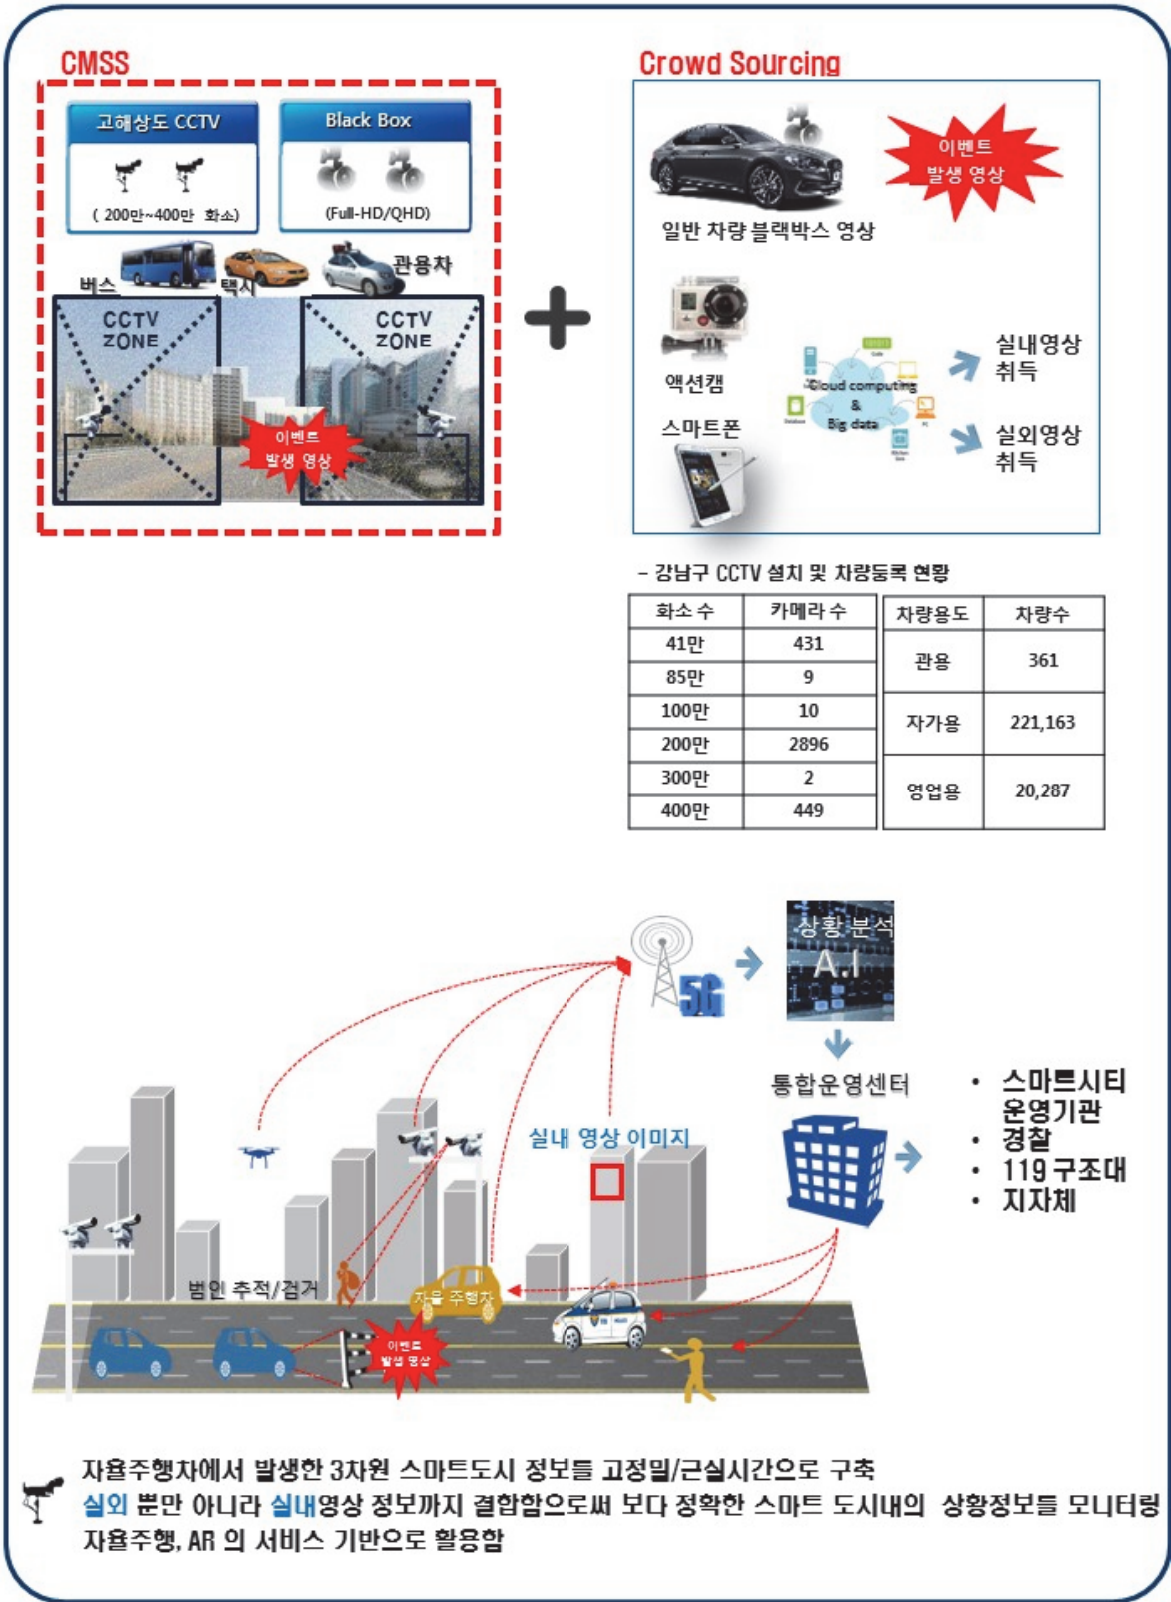 CMSS
고해상도 CCTV
( 200만~400만 화소)
Black Box
(Full-HD/QHD)
버스
택시
관용차
CCTV
ZONE
CCTV
ZONE
이벤트
발생 영상
Crowd Sourcing
이벤트
발생 영상
일반 차량 블랙박스 영상
액션캠
스마트폰
Cloud computing
&
Big data
Database
PC
실내영상
취득
실외영상
취득
- 강남구 CCTV 설치 및 차량등록 현황
화소 수 카메라 수
41만 431
85만 9
100만 10
200만 2896
300만 2
400만 449
차량용도 차량수
관용 361
자가용 221,163
영업용 20,287
5G
상황 분석
A.I
통합운영센터
• 스마트시티
운영기관
• 경찰
• 119 구조대
• 지자체
실내 영상 이미지
범인 추적/검거
자율 주행차
이벤트
발생 영상
자율주행차에서 발생한 3차원 스마트도시 정보를 고정밀/근실시간으로 구축
실외 뿐만 아니라 실내영상 정보까지 결합함으로써 보다 정확한 스마트 도시내의 상황정보를 모니터링
자율주행, AR 의 서비스 기반으로 활용함